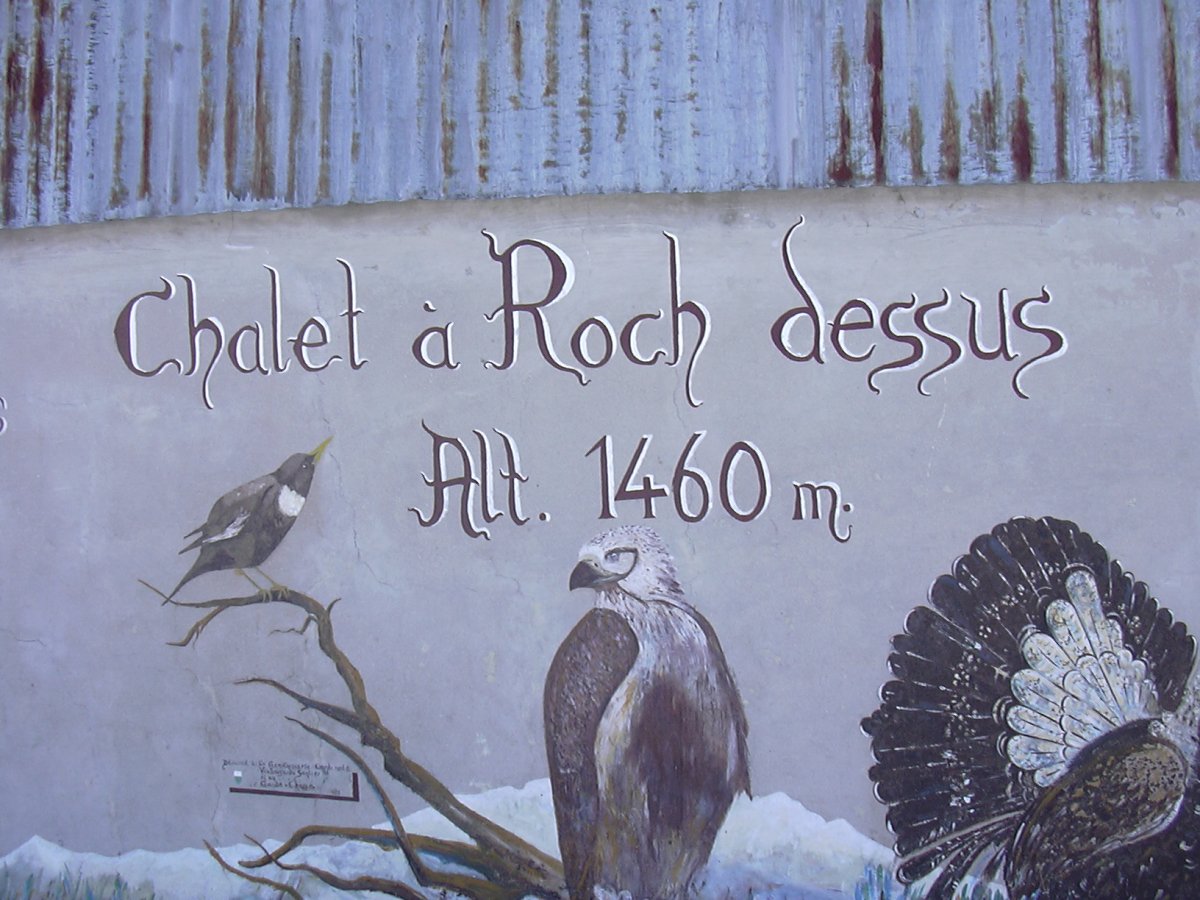 Chalet à Roch dessus
Alt. 1460 m.